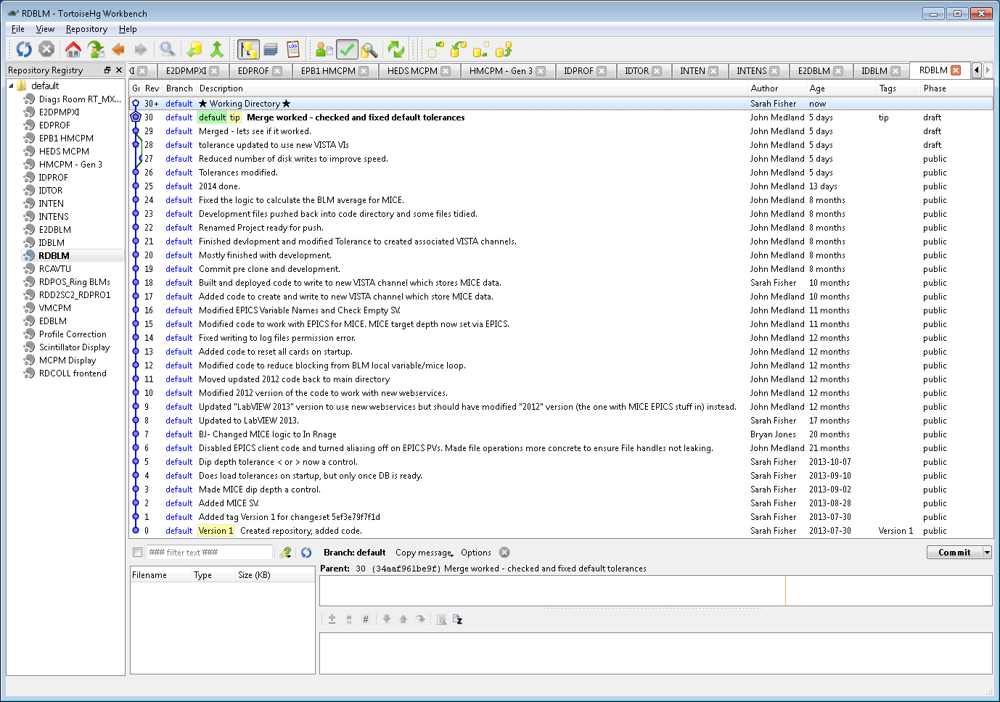 RDBLM - TortoiseHg Workbench
File View Repository Help
LOG
Repository Registry
default
Diags Room RT_MX...
E2DPMPXI
EDPROF
EPB1 HMCPM
HEDS MCPM
HMCPM - Gen 3
IDPROF
IDTOR
INTEN
INTENS
E2DBLM
IDBLM
RDBLM
RCAVTU
RDPOS_Ring BLMs
RDD2SC2_RDPRO1
VMCPM
EDBLM
Profile Correction
Scintillator Display
MCPM Display
RDCOLL frontend
E2DPMPXI EDPROF EPB1 HMCPM HEDS MCPM HMCPM - Gen 3 IDPROF IDTOR INTEN INTENS E2DBLM IDBLM RDBLM
Rev Branch Description Author Age Tags Phase
30+ default ★ Working Directory ★ Sarah Fisher now
30 default default tip Merge worked - checked and fixed default tolerances John Medland 5 days tip draft
29 default Merged - lets see if it worked. John Medland 5 days draft
28 default tolerance updated to use new VISTA VIs John Medland 5 days draft
27 default Reduced number of disk writes to improve speed. John Medland 5 days public
26 default Tolerances modified. John Medland 5 days public
25 default 2014 done. John Medland 13 days public
24 default Fixed the logic to calculate the BLM average for MICE. John Medland 8 months public
23 default Development files pushed back into code directory and some files tidied. John Medland 8 months public
22 default Renamed Project ready for push. John Medland 8 months public
21 default Finished devlopment and modified Tolerance to created associated VISTA channels. John Medland 8 months public
20 default Mostly finished with development. John Medland 8 months public
19 default Commit pre clone and development. John Medland 8 months public
18 default Built and deployed code to write to new VISTA channel which stores MICE data. Sarah Fisher 10 months public
17 default Added code to create and write to new VISTA channel which store MICE data. John Medland 10 months public
16 default Modified EPICS Variable Names and Check Empty SV. John Medland 11 months public
15 default Modified code to work with EPICS for MICE. MICE target depth now set via EPICS. John Medland 11 months public
14 default Fixed writing to log files permission error. John Medland 12 months public
13 default Added code to reset all cards on startup. John Medland 12 months public
12 default Modified code to reduce blocking from BLM local variable/mice loop. John Medland 12 months public
11 default Moved updated 2012 code back to main directory John Medland 12 months public
10 default Modified 2012 version of the code to work with new webservices. John Medland 12 months public
9 default Updated "LabVIEW 2013" version to use new webservices but should have modified "2012" version (the one with MICE EPICS stuff in) instead. John Medland 12 months public
8 default Updated to LabVIEW 2013. Sarah Fisher 17 months public
7 default BJ- Changed MICE logic to In Rnage Bryan Jones 20 months public
6 default Disabled EPICS client code and turned aliasing off on EPICS PVs. Made file operations more concrete to ensure File handles not leaking. John Medland 21 months public
5 default Dip depth tolerance < or > now a control. Sarah Fisher 2013-10-07 public
4 default Does load tolerances on startup, but only once DB is ready. Sarah Fisher 2013-09-10 public
3 default Made MICE dip depth a control. Sarah Fisher 2013-09-02 public
2 default Added MICE SV. Sarah Fisher 2013-08-28 public
1 default Added tag Version 1 for changeset 5ef3e79f7f1d Sarah Fisher 2013-07-30 public
0 default Version 1 Created repository, added code. Sarah Fisher 2013-07-30 Version 1 public
### filter text ### Branch: default Copy message Options Commit
Filename Type Size (KB)
Parent: 30 (34aaf961be9f) Merge worked - checked and fixed default tolerances
#
z